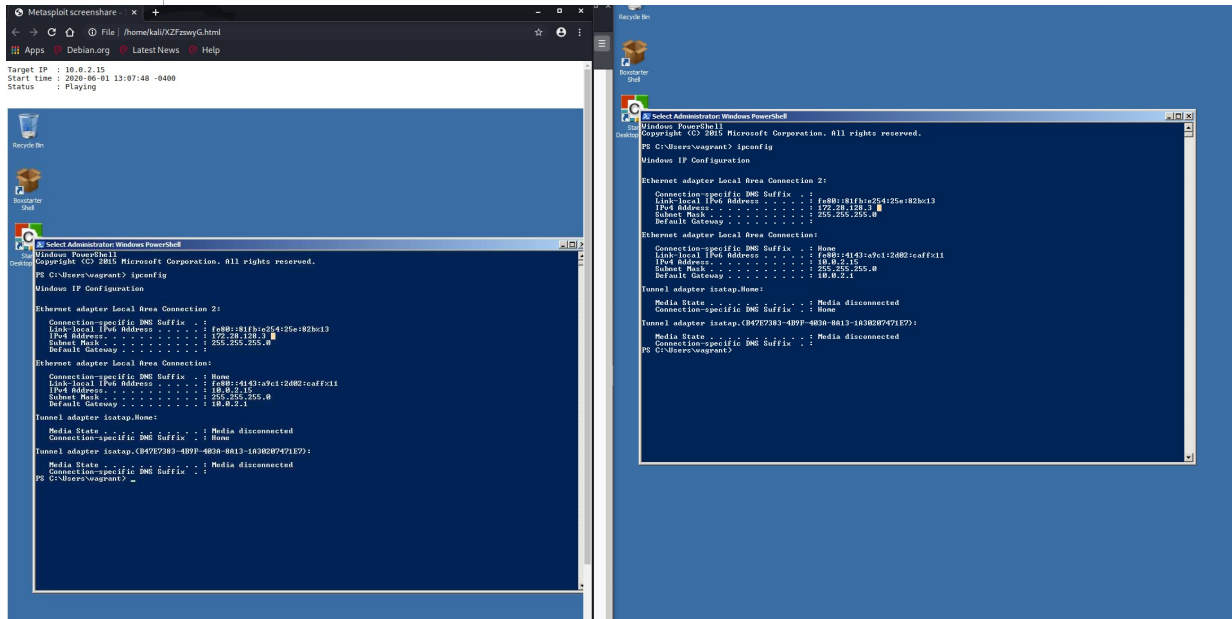 Metasploit screenshare -
File | /home/kali/XZFzswyG.html
Apps Debian.org Latest News Help
Target IP : 10.0.2.15
Start time : 2020-06-01 13:07:48 -0400
Status : Playing
Recycle Bin
Boxstarter
Shell
Select Administrator: Windows PowerShell
Windows PowerShell
Copyright (C) 2015 Microsoft Corporation. All rights reserved.
PS C:\Users\vagrant> ipconfig
Windows IP Configuration
Ethernet adapter Local Area Connection 2:
Connection-specific DNS Suffix . :
Link-local IPv6 Address . . . . . : fe80::81fb:e254:25e:82b%13
IPv4 Address. . . . . . . . . . . : 172.28.128.3
Subnet Mask . . . . . . . . . . . : 255.255.255.0
Default Gateway . . . . . . . . . :
Ethernet adapter Local Area Connection:
Connection-specific DNS Suffix . : Home
Link-local IPv6 Address . . . . . : fe80::4143:a9c1:2d02:caff%11
IPv4 Address. . . . . . . . . . . : 10.0.2.15
Subnet Mask . . . . . . . . . . . : 255.255.255.0
Default Gateway . . . . . . . . . : 10.0.2.1
Tunnel adapter isatap.Home:
Media State . . . . . . . . . . . : Media disconnected
Connection-specific DNS Suffix . : Home
Tunnel adapter isatap.{B47E7383-4B9F-403A-8A13-1A30207471E7}:
Media State . . . . . . . . . . . : Media disconnected
Connection-specific DNS Suffix . :
PS C:\Users\vagrant> _
Recycle Bin
Boxstarter
Shell
Select Administrator: Windows PowerShell
Windows PowerShell
Copyright (C) 2015 Microsoft Corporation. All rights reserved.
PS C:\Users\vagrant> ipconfig
Windows IP Configuration
Ethernet adapter Local Area Connection 2:
Connection-specific DNS Suffix . :
Link-local IPv6 Address . . . . . : fe80::81fb:e254:25e:82b%13
IPv4 Address. . . . . . . . . . . : 172.28.128.3
Subnet Mask . . . . . . . . . . . : 255.255.255.0
Default Gateway . . . . . . . . . :
Ethernet adapter Local Area Connection:
Connection-specific DNS Suffix . : Home
Link-local IPv6 Address . . . . . : fe80::4143:a9c1:2d02:caff%11
IPv4 Address. . . . . . . . . . . : 10.0.2.15
Subnet Mask . . . . . . . . . . . : 255.255.255.0
Default Gateway . . . . . . . . . : 10.0.2.1
Tunnel adapter isatap.Home:
Media State . . . . . . . . . . . : Media disconnected
Connection-specific DNS Suffix . : Home
Tunnel adapter isatap.{B47E7383-4B9F-403A-8A13-1A30207471E7}:
Media State . . . . . . . . . . . : Media disconnected
Connection-specific DNS Suffix . :
PS C:\Users\vagrant>